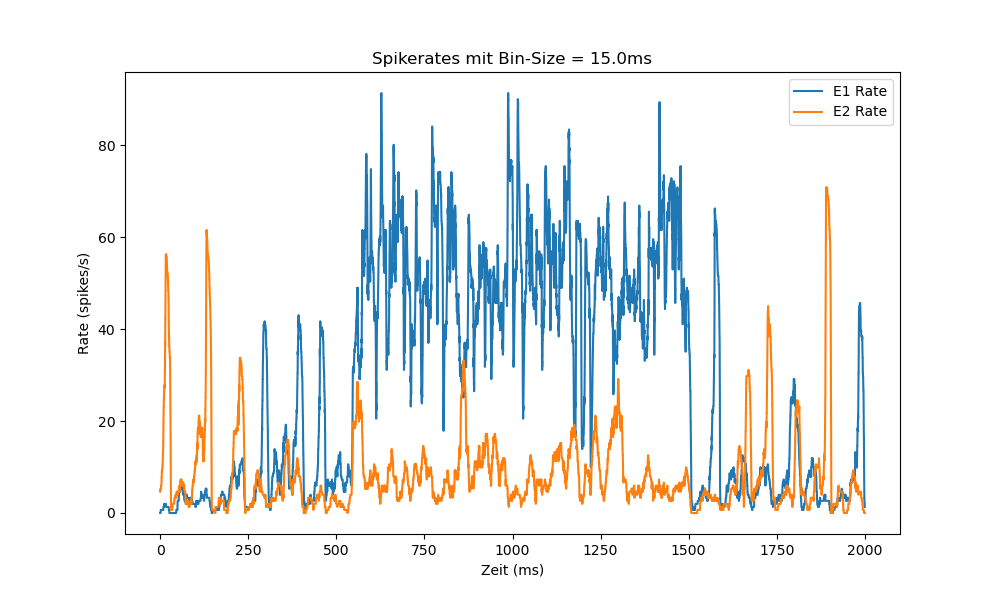 Spikerates mit Bin-Size = 15.0ms
E1 Rate
E2 Rate
Rate (spikes/s)
80
60
40
20
0
0 250 500 750 1000 1250 1500 1750 2000
Zeit (ms)